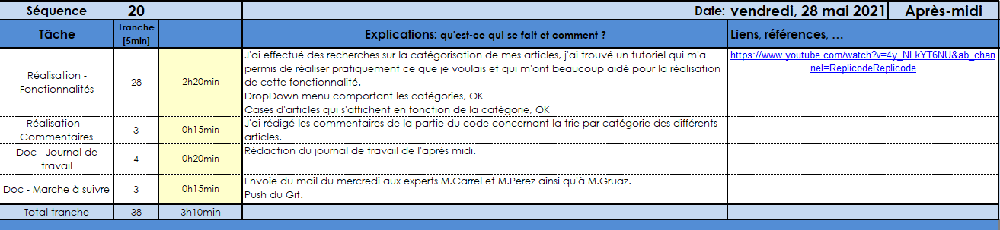 Séquence 20 Date: vendredi, 28 mai 2021 Après-midi
Tâche Tranche [5min] Explications: qu'est-ce qui se fait et comment ? Liens, références, ...
Réalisation -
Fonctionnalités
28
2h20min
J'ai effectué des recherches sur la catégorisation de mes articles, j'ai trouvé un tutoriel qui m'a
permis de réaliser pratiquement ce que je voulais et qui m'ont beaucoup aidé pour la réalisation
de cette fonctionnalité.
DropDown menu comportant les catégories, OK
Cases d'articles qui s'affichent en fonction de la catégorie, OK
https://www.youtube.com/watch?v=4y_NLkYT6NU&ab_chan
nel=ReplicodeReplicode
Réalisation -
Commentaires
3
0h15min
J'ai rédigé les commentaires de la partie du code concernant la trie par catégorie des différents
articles.
Doc - Journal de
travail
4
0h20min
Rédaction du journal de travail de l'après midi.
Doc - Marche à suivre
3
0h15min
Envoie du mail du mercredi aux experts M.Carrel et M.Perez ainsi qu'à M.Gruaz.
Push du Git.
Total tranche 38 3h10min